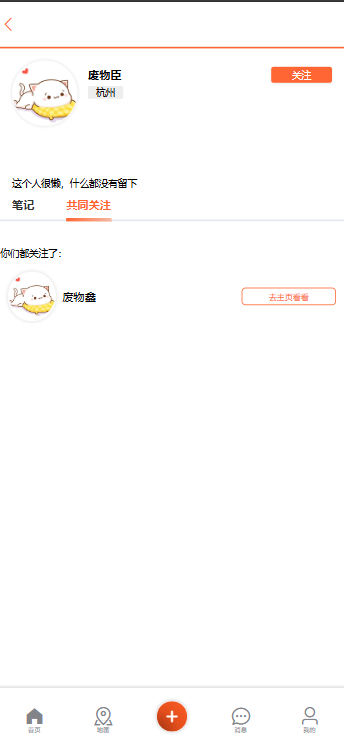 废物臣
关注
杭州
这个人很懒，什么都没有留下
笔记
共同关注
你们都关注了：
废物鑫
去主页看看
首页
地图
消息
我的